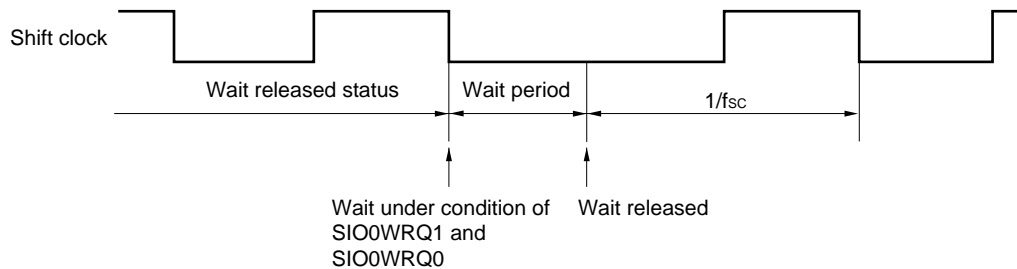 Shift clock
Wait released status
Wait period
1/fsc
Wait under condition of
SIO0WRQ1 and
SIO0WRQ0
Wait released